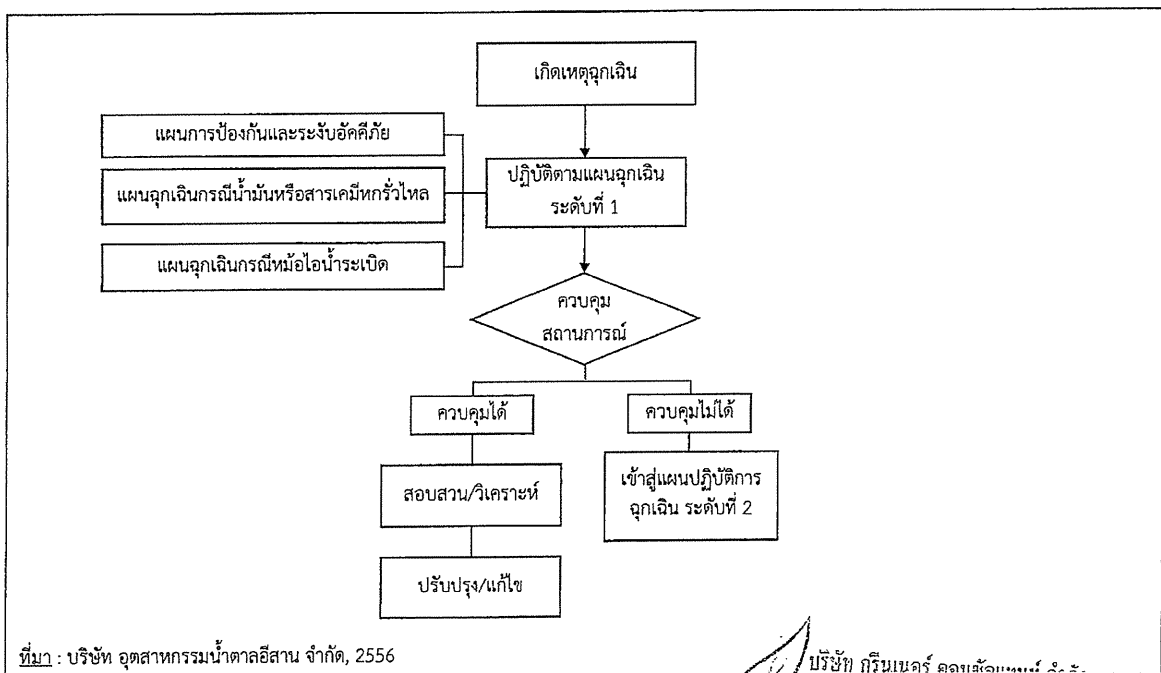 เกิดเหตุฉุกเฉิน
แผนการป้องกันและระงับอัคคีภัย
แผนฉุกเฉินกรณีน้ำมันหรือสารเคมีหกรั่วไหล
แผนฉุกเฉินกรณีหม้อไอน้ำระเบิด
ปฏิบัติตามแผนฉุกเฉิน
ระดับที่ 1
ควบคุม
สถานการณ์
ควบคุมได้
ควบคุมไม่ได้
สอบสวน/วิเคราะห์
เข้าสู่แผนปฏิบัติการ
ฉุกเฉิน ระดับที่ 2
ปรับปรุง/แก้ไข
ที่มา : บริษัท อุตสาหกรรมน้ำตาลอีสาน จำกัด, 2556
บริษัท กรีนเนอร์ คอนซัลแทนท์